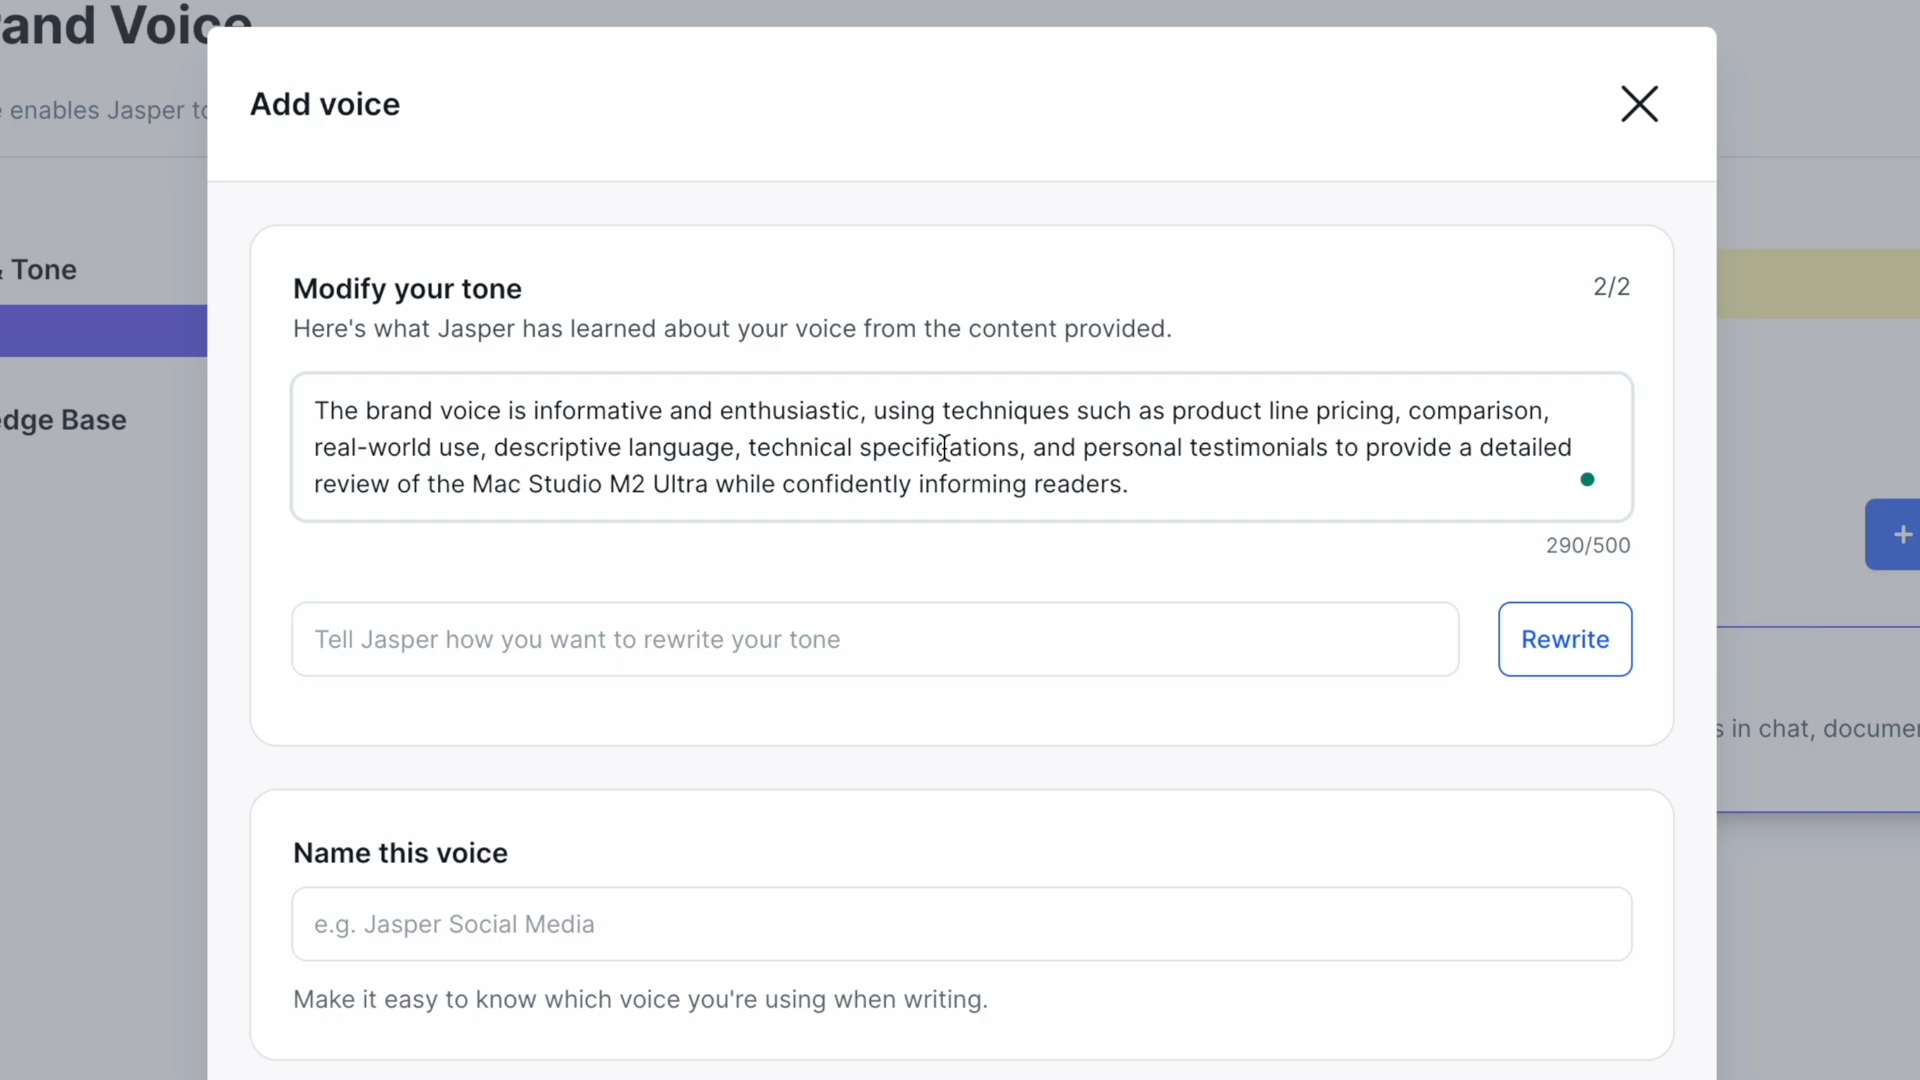 and Voice
enables Jasper to
Add voice
& Tone
Modify your tone
2/2
Here's what Jasper has learned about your voice from the content provided.
The brand voice is informative and enthusiastic, using techniques such as product line pricing, comparison,
real-world use, descriptive language, technical specifications, and personal testimonials to provide a detailed
review of the Mac Studio M2 Ultra while confidently informing readers.
edge Base
290/500
+
Tell Jasper how you want to rewrite your tone
Rewrite
s in chat, documen
Name this voice
e.g. Jasper Social Media
Make it easy to know which voice you're using when writing.